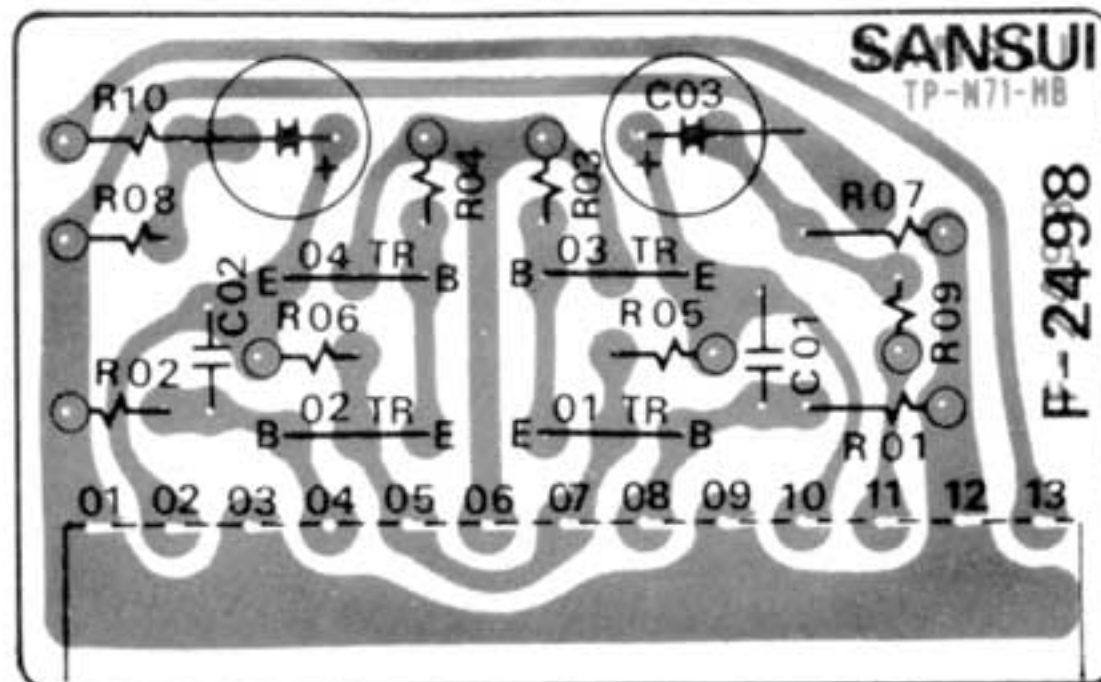 SANSUI
TP-M71-MB
F-2498
R10
C03
R08
R04
R03
R07
E 04 TR B
B 03 TR E
C02
R06
R05
C01
R09
R02
B 02 TR E
E 01 TR B
R01
01 02 03 04 05 06 07 08 09 10 11 12 13